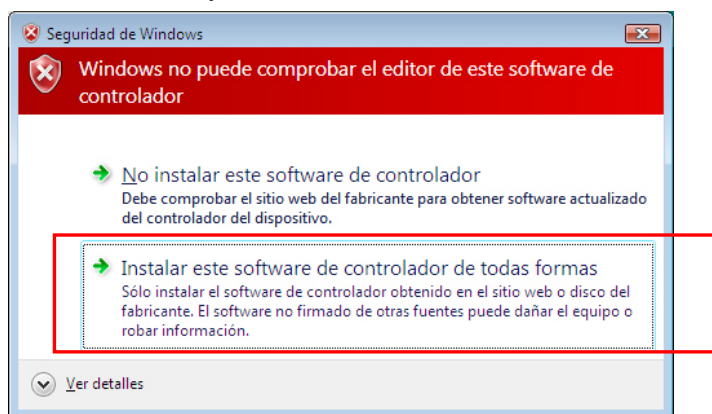 Seguridad de Windows
Windows no puede comprobar el editor de este software de
controlador
No instalar este software de controlador
Debe comprobar el sitio web del fabricante para obtener software actualizado
del controlador del dispositivo.
Instalar este software de controlador de todas formas
Sólo instalar el software de controlador obtenido en el sitio web o disco del
fabricante. El software no firmado de otras fuentes puede dañar el equipo o
robar información.
Ver detalles